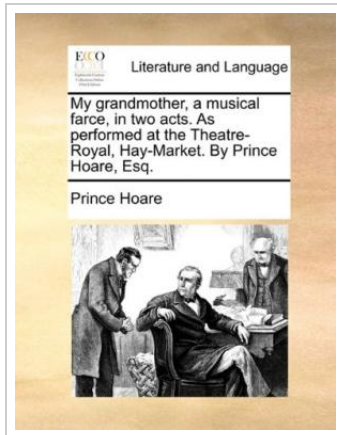 ECCO
Literature and Language
My grandmother, a musical
farce, in two acts. As
performed at the Theatre-
Royal, Hay-Market. By Prince
Hoare, Esq.
Prince Hoare